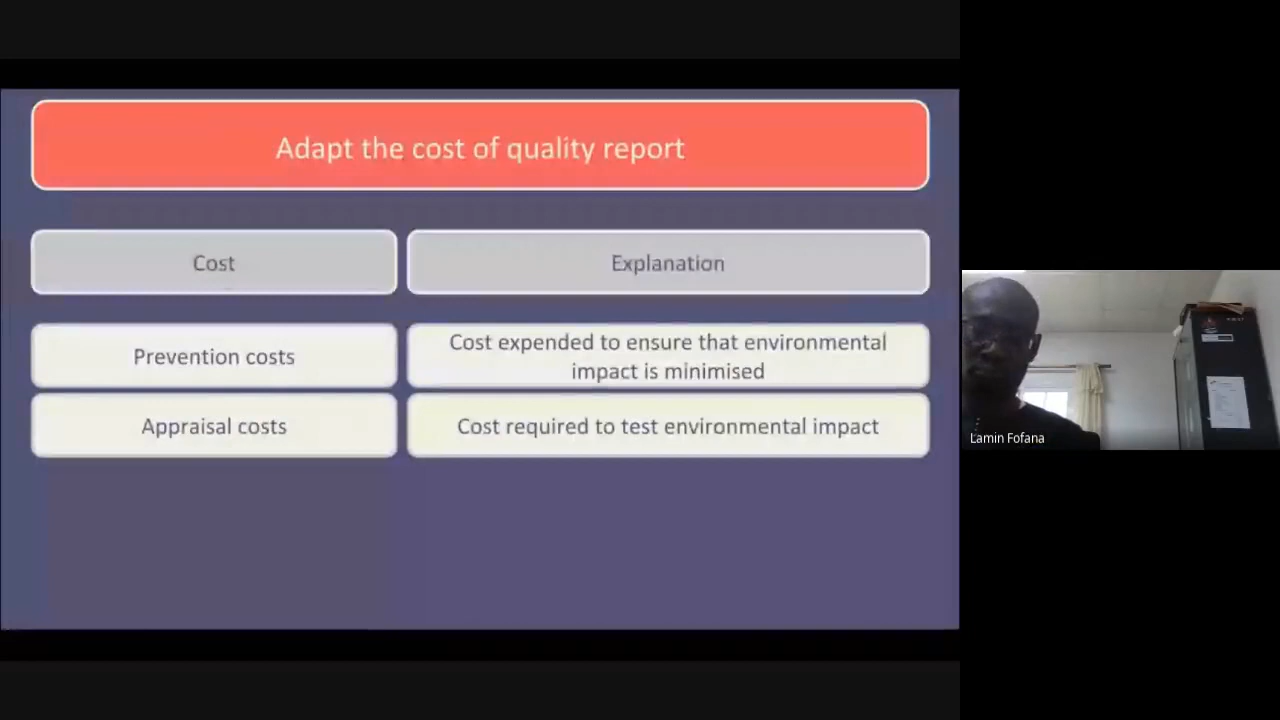 Adapt the cost of quality report
Cost
Explanation
Prevention costs
Cost expended to ensure that environmental
impact is minimised
Appraisal costs
Cost required to test environmental impact
Lamin Fofana